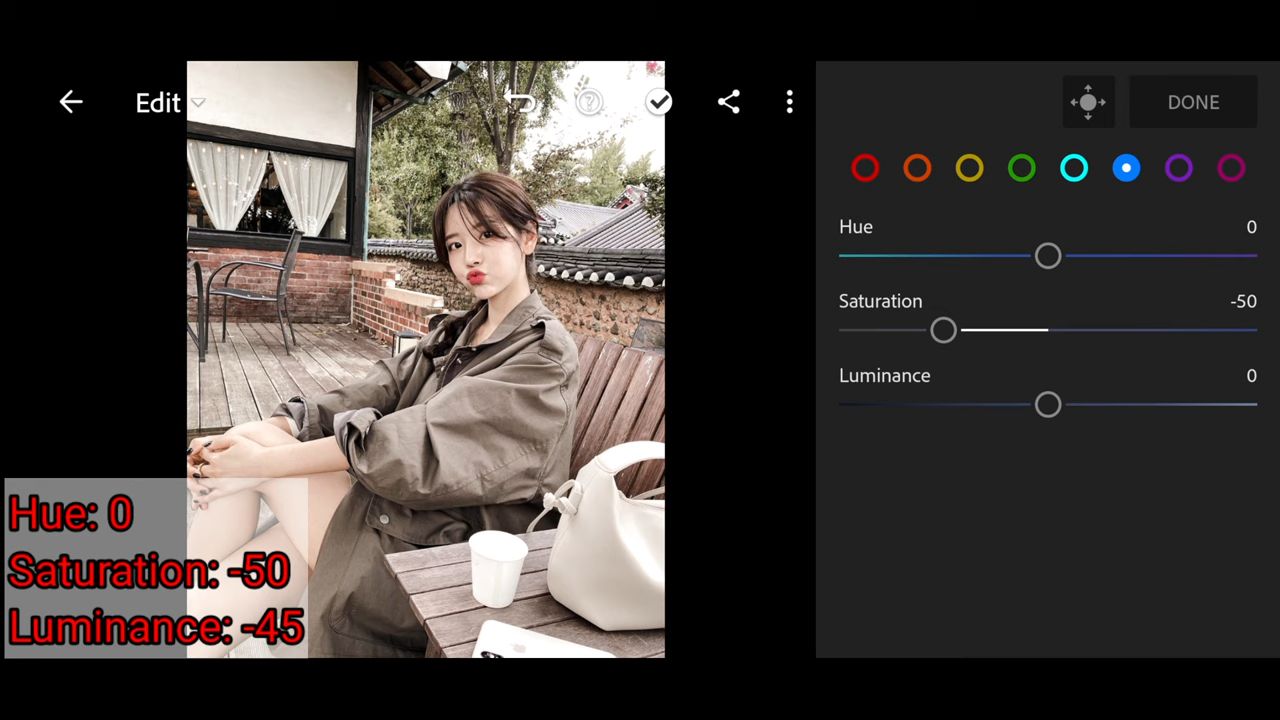 Edit
DONE
Hue 0
Saturation -50
Luminance 0
Hue: 0
Saturation: -50
Luminance: -45